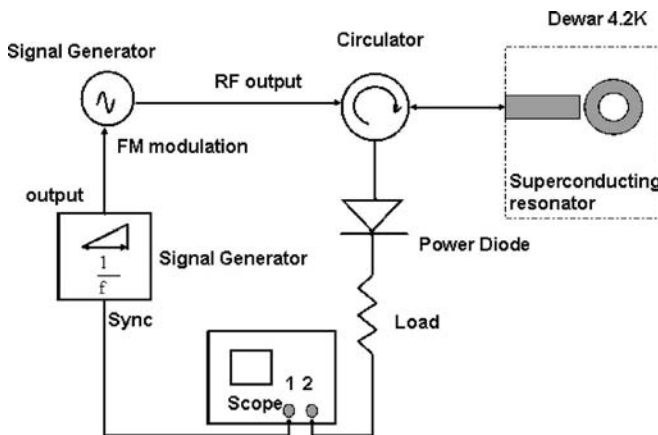 Dewar 4.2K
Signal Generator
Circulator
RF output
FM modulation
output
Superconducting
resonator
Signal Generator
Power Diode
1
f
Sync
Load
1 2
Scope